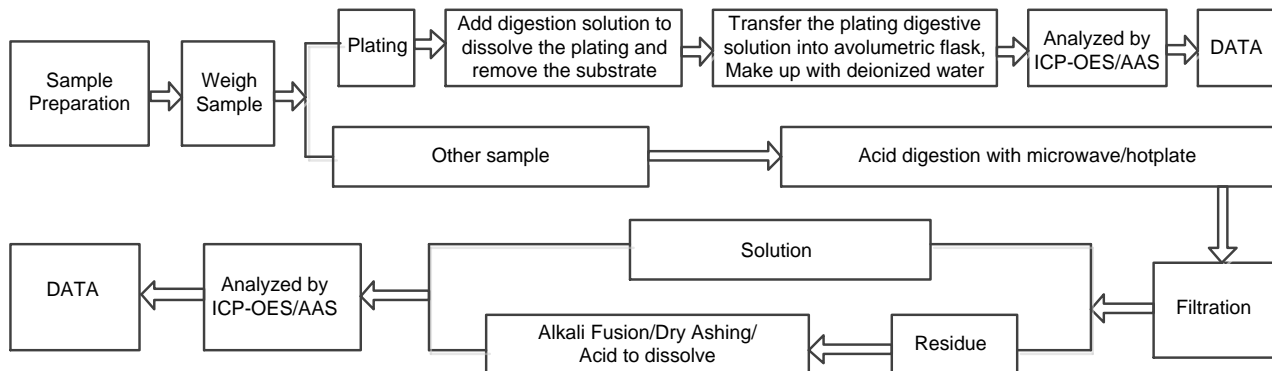 Sample
Preparation
Weigh
Sample
Plating
Add digestion solution to
dissolve the plating and
remove the substrate
Transfer the plating digestive
solution into avolumetric flask,
Make up with deionized water
Analyzed by
ICP-OES/AAS
DATA
Other sample
Acid digestion with microwave/hotplate
Filtration
Solution
Residue
Alkali Fusion/Dry Ashing/
Acid to dissolve
Analyzed by
ICP-OES/AAS
DATA